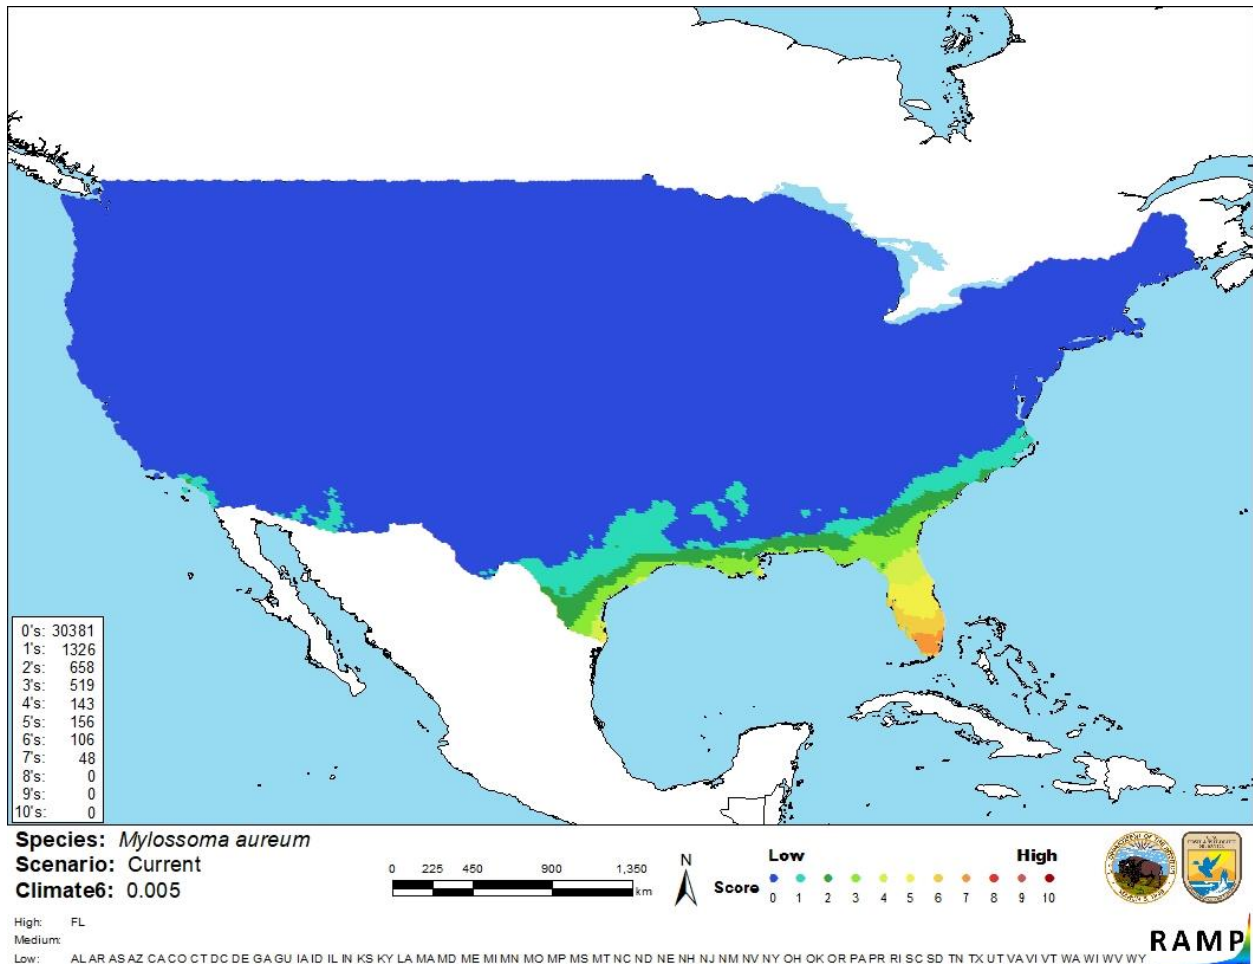 0's: 30381
1's: 1326
2's: 658
3's: 519
4's: 143
5's: 156
6's: 106
7's: 48
8's: 0
9's: 0
10's: 0
Species: Mylossoma aureum
Scenario: Current
Climate6: 0.005
0 225 450 900 1,350
km
N
Low High
Score
0 1 2 3 4 5 6 7 8 9 10
High: FL
Medium:
Low: AL AR AS AZ CA CO CT DC DE GA GU IA ID IL IN KS KY LA MA MD ME MI MN MO MP MS MT NC ND NE NH NJ NM NV NY OH OK OR PA PR RI SC SD TN TX UT VA VI VT WA WI WV WY
RAMP